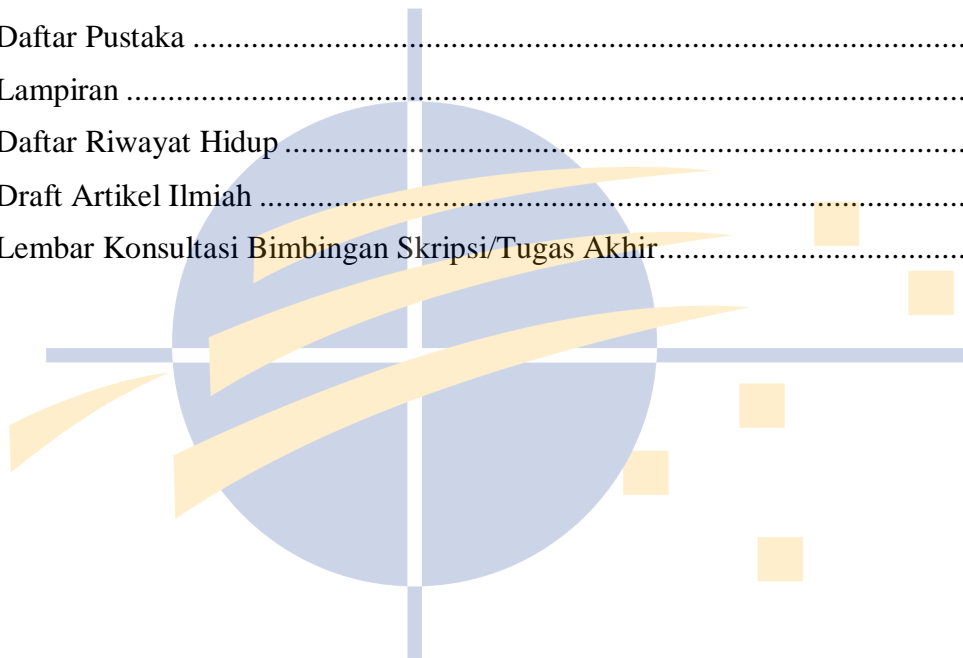 Daftar Pustaka ...............................................................................................
Lampiran .......................................................................................................
Daftar Riwayat Hidup ....................................................................................
Draft Artikel Ilmiah .......................................................................................
Lembar Konsultasi Bimbingan Skripsi/Tugas Akhir.......................................